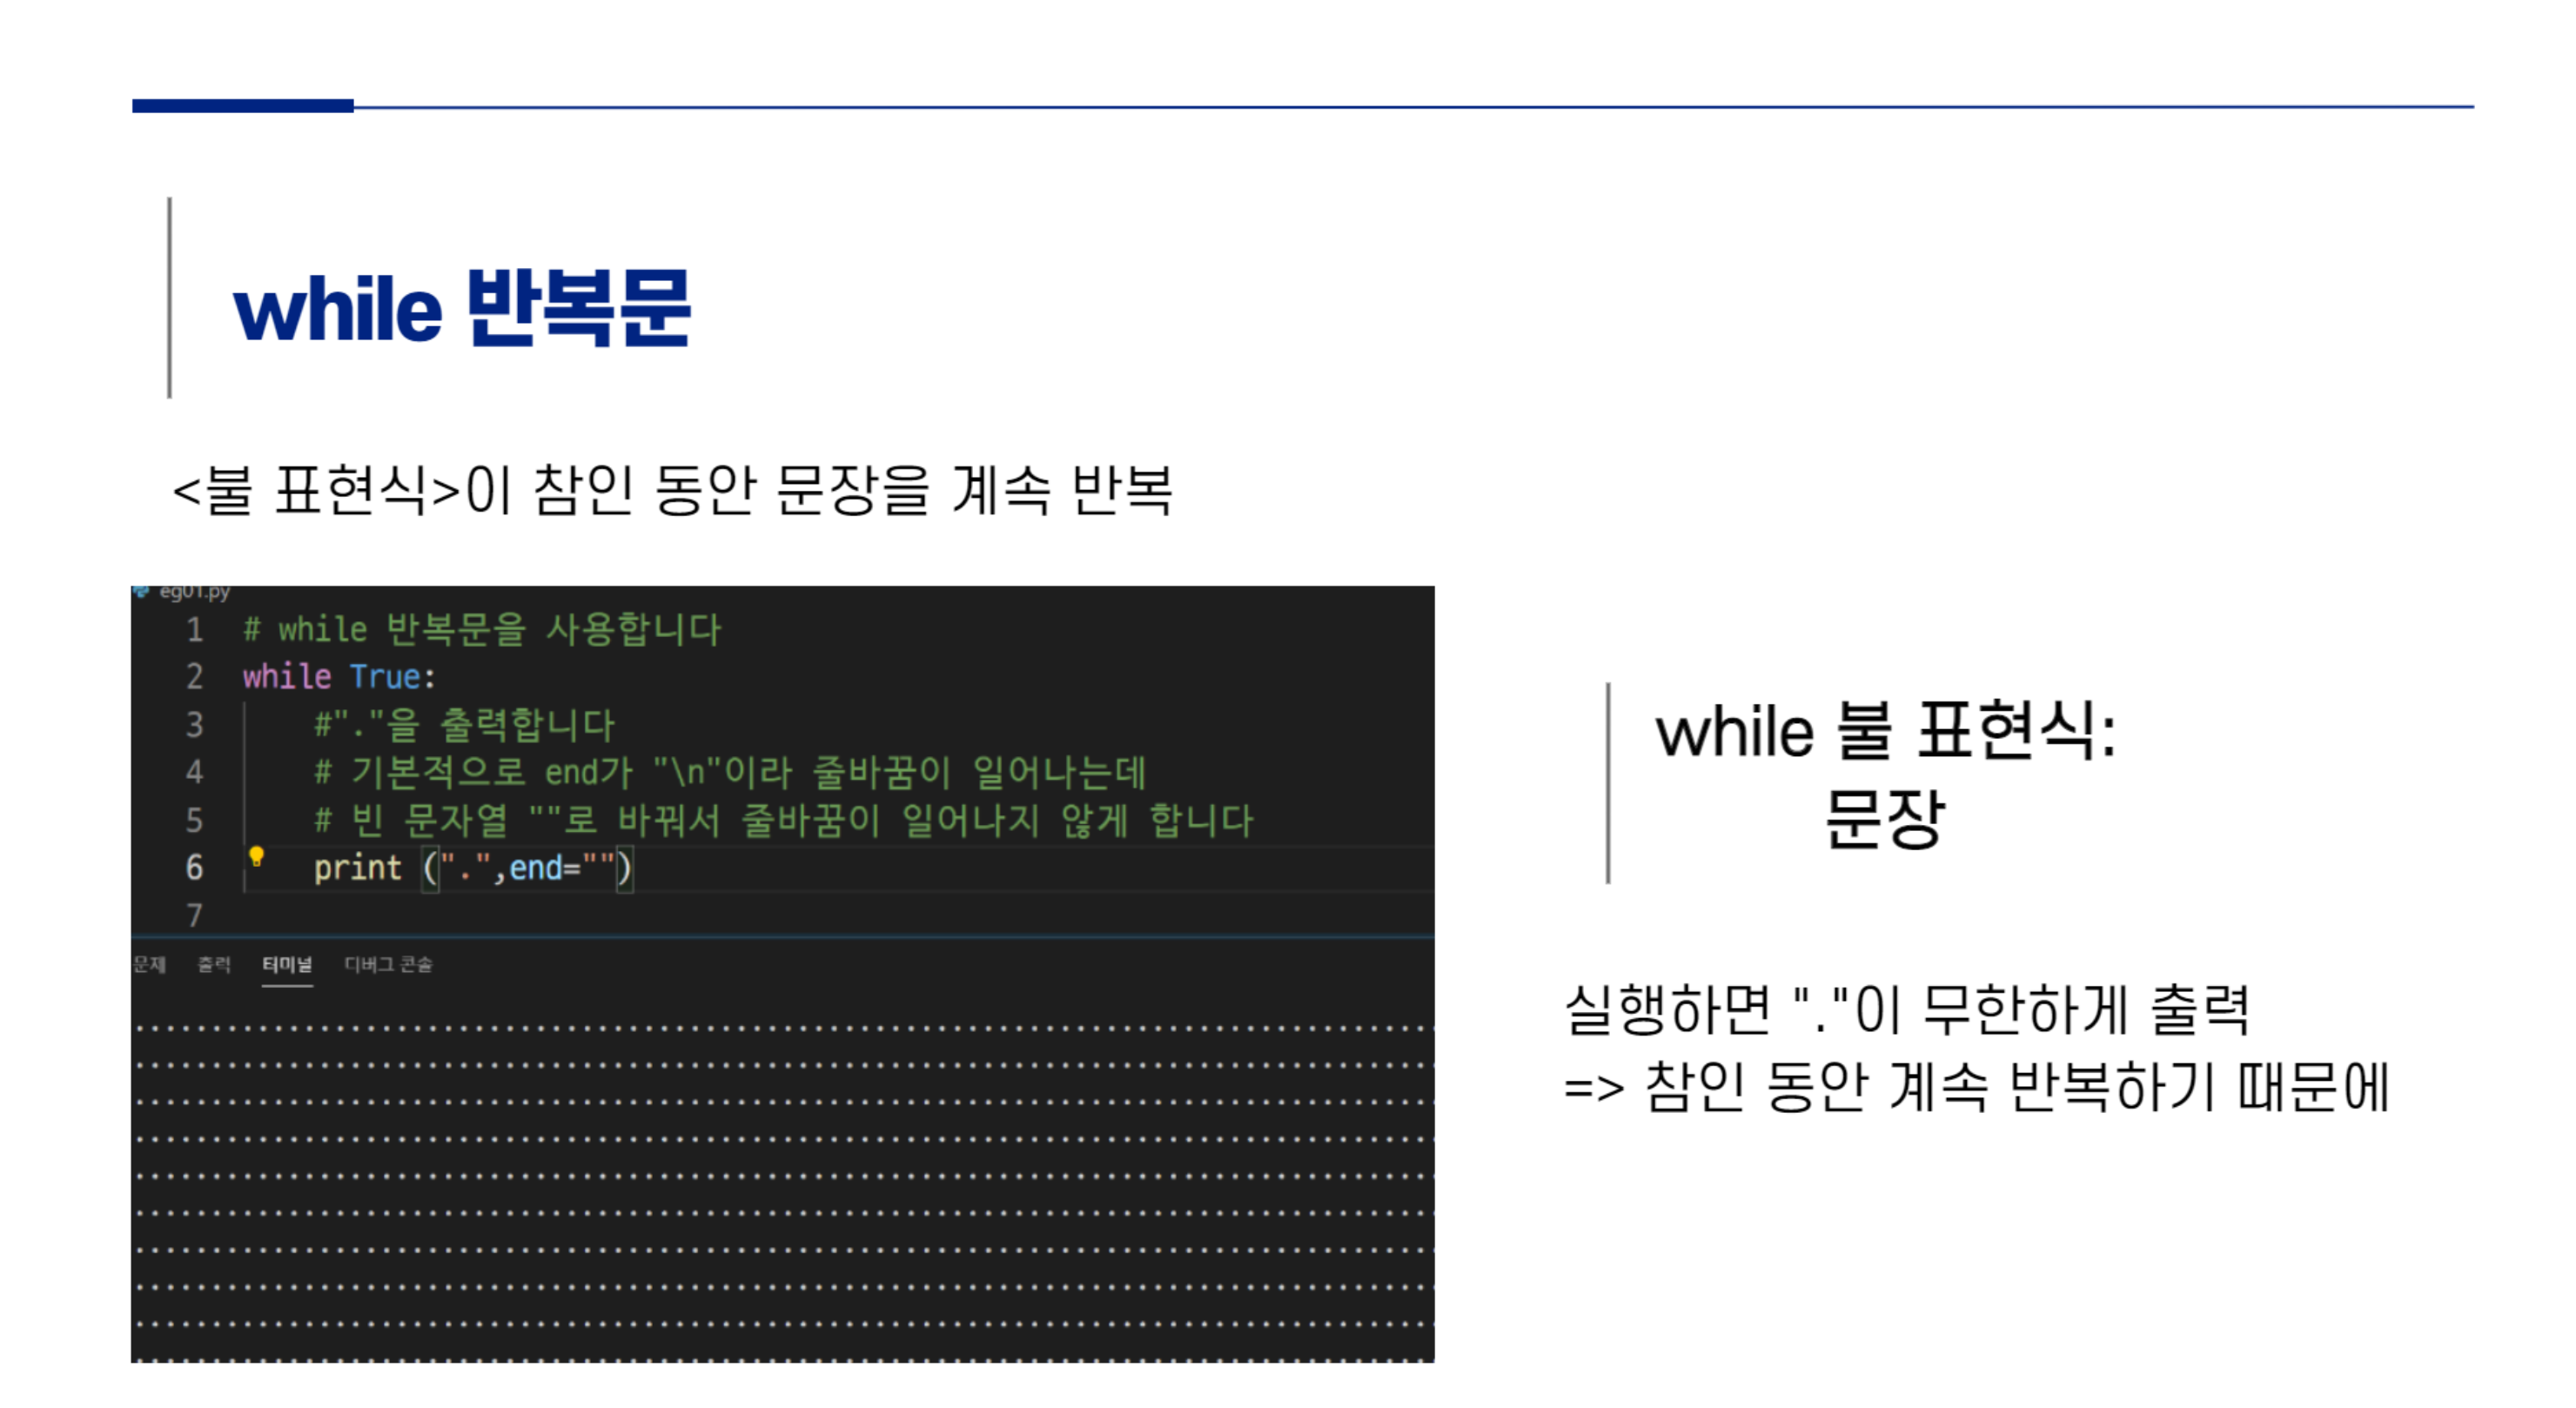 while 반복문
<불 표현식>이 참인 동안 문장을 계속 반복
eg01.py
1 # while 반복문을 사용합니다
2 while True:
3 #"."을 출력합니다
4 # 기본적으로 end가 "\n"이라 줄바꿈이 일어나는데
5 # 빈 문자열 ""로 바꿔서 줄바꿈이 일어나지 않게 합니다
6 print (".",end="")
7
문제 출력 터미널 디버그 콘솔
while 불 표현식:
문장
실행하면 "."이 무한하게 출력
=> 참인 동안 계속 반복하기 때문에